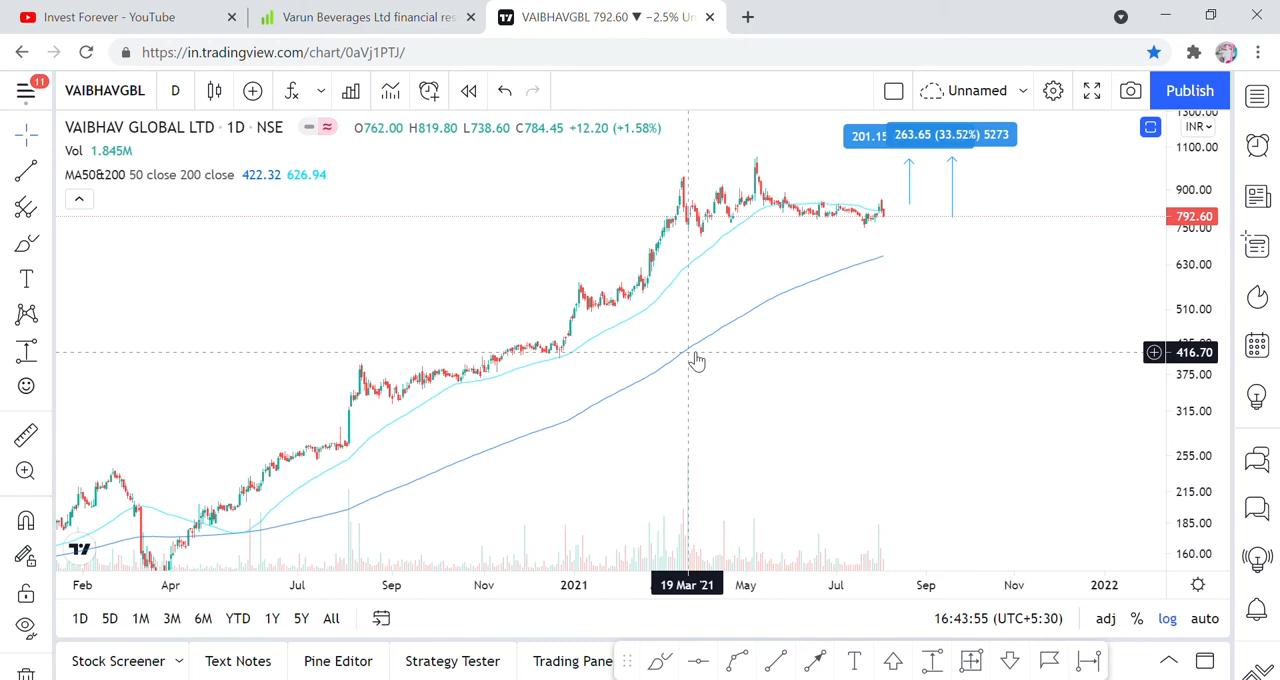 Invest Forever - YouTube
Varun Beverages Ltd financial res
VAIBHAVGBL 792.60 ▼ −2.5% Un
https://in.tradingview.com/chart/0aVj1PTJ/
11
VAIBHAVGBL
D
Unnamed
Publish
VAIBHAV GLOBAL LTD · 1D · NSE
O762.00 H819.80 L738.60 C784.45 +12.20 (+1.58%)
Vol 1.845M
MA50&200 50 close 200 close 422.32 626.94
201.15
263.65 (33.52%) 5273
1300.00
INR
1100.00
900.00
792.60
750.00
630.00
510.00
416.70
375.00
315.00
255.00
215.00
185.00
160.00
Feb
Apr
Jul
Sep
Nov
2021
19 Mar '21
May
Jul
Sep
Nov
2022
1D 5D 1M 3M 6M YTD 1Y 5Y All
16:43:55 (UTC+5:30)
adj % log auto
Stock Screener
Text Notes
Pine Editor
Strategy Tester
Trading Pane